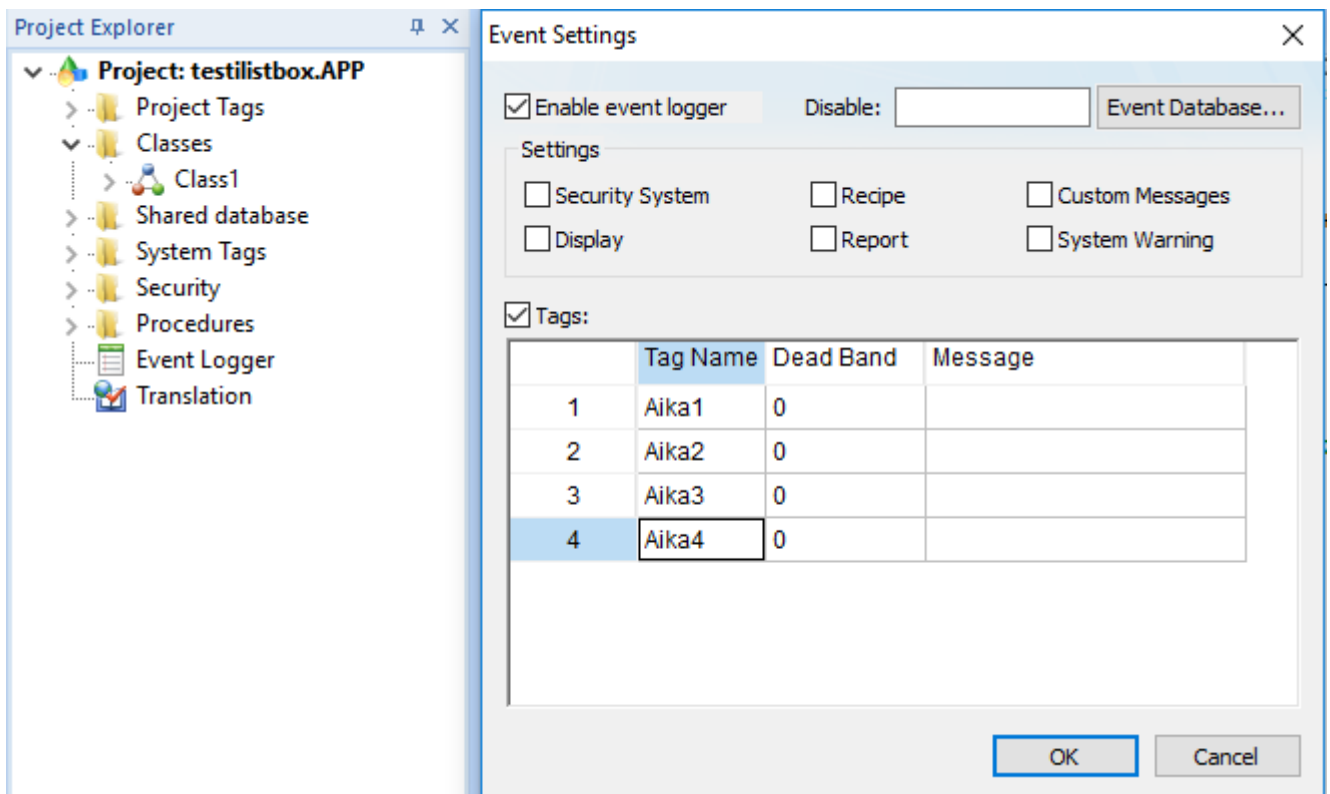 Project Explorer
Project: testilistbox.APP
Project Tags
Classes
Class1
Shared database
System Tags
Security
Procedures
Event Logger
Translation
Event Settings
Enable event logger Disable: Event Database...
Settings
Security System Recipe Custom Messages
Display Report System Warning
Tags:
Tag Name Dead Band Message
1 Aika1 0
2 Aika2 0
3 Aika3 0
4 Aika4 0
OK Cancel